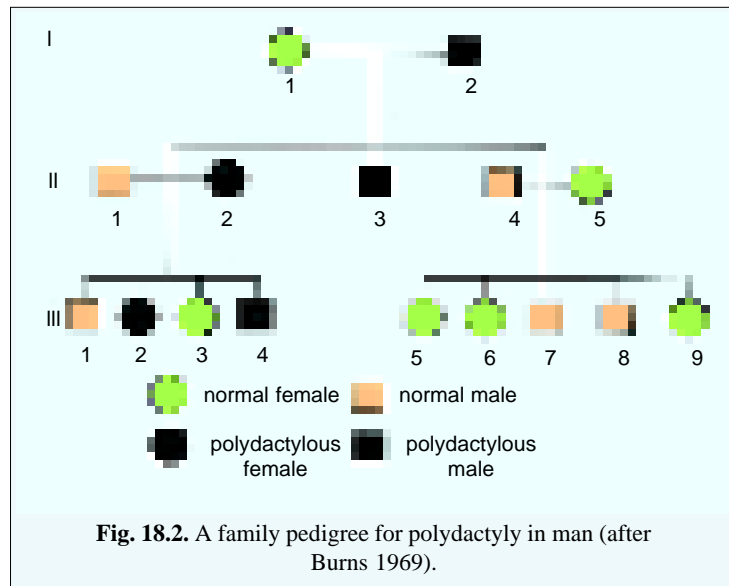 I
1 2
II
1 2 3 4 5
III
1 2 3 4 5 6 7 8 9
normal female normal male
polydactylous polydactylous
female male
Fig. 18.2. A family pedigree for polydactyly in man (after
Burns 1969).